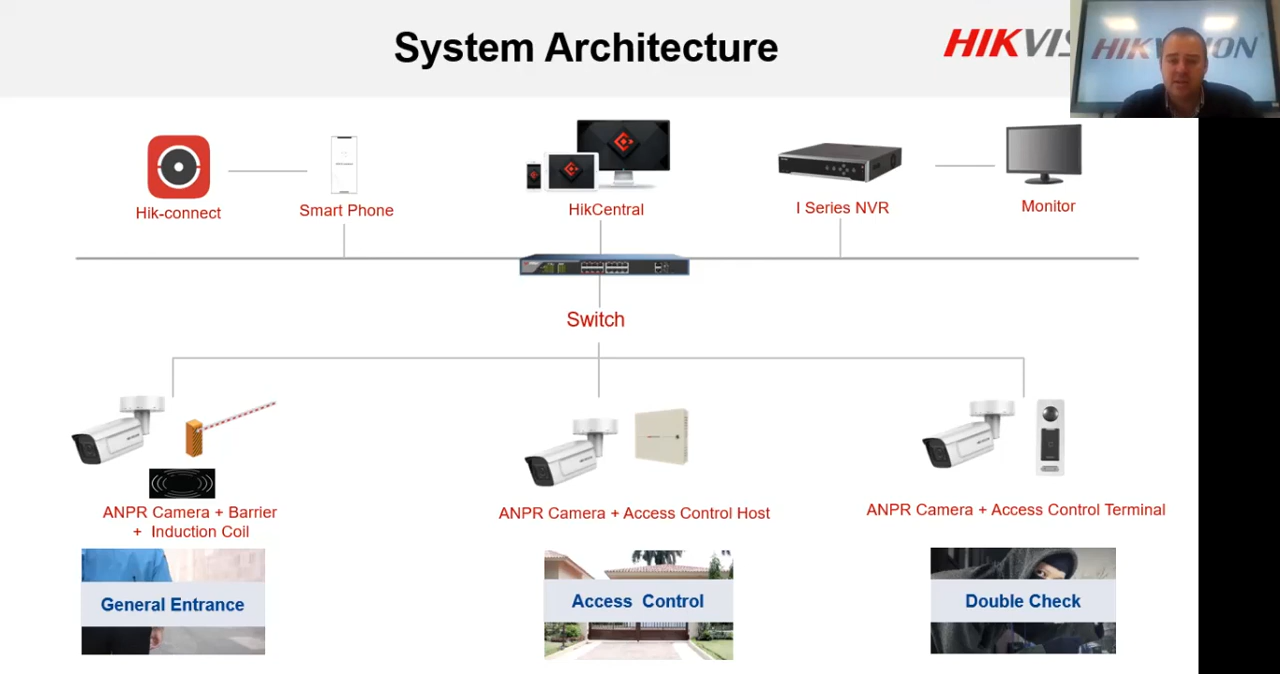 System Architecture
HIKVIS
HIKVISION
Hik-connect
Smart Phone
HikCentral
I Series NVR
Monitor
Switch
ANPR Camera + Barrier
+ Induction Coil
ANPR Camera + Access Control Host
ANPR Camera + Access Control Terminal
General Entrance
Access Control
Double Check